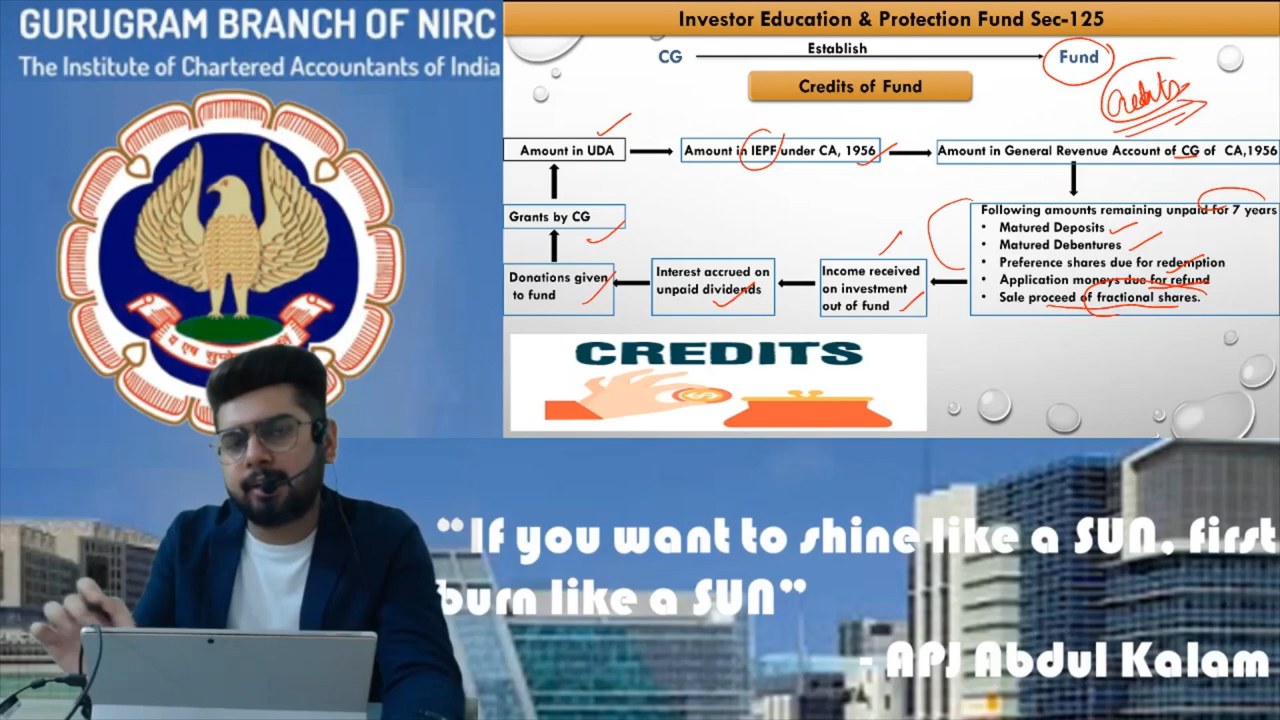 GURUGRAM BRANCH OF NIRC
The Institute of Chartered Accountants of India
Investor Education & Protection Fund Sec-125
CG
Establish
Fund
Credits
Credits of Fund
Amount in UDA
Amount in IEPF under CA, 1956
Amount in General Revenue Account of CG of CA,1956
Grants by CG
Following amounts remaining unpaid for 7 years
• Matured Deposits
• Matured Debentures
• Preference shares due for redemption
• Application moneys due for refund
• Sale proceed of fractional shares.
Donations given
to fund
Interest accrued on
unpaid dividends
Income received
on investment
out of fund
CREDITS
“If you want to shine like a SUN, first
burn like a SUN”
- APJ Abdul Kalam